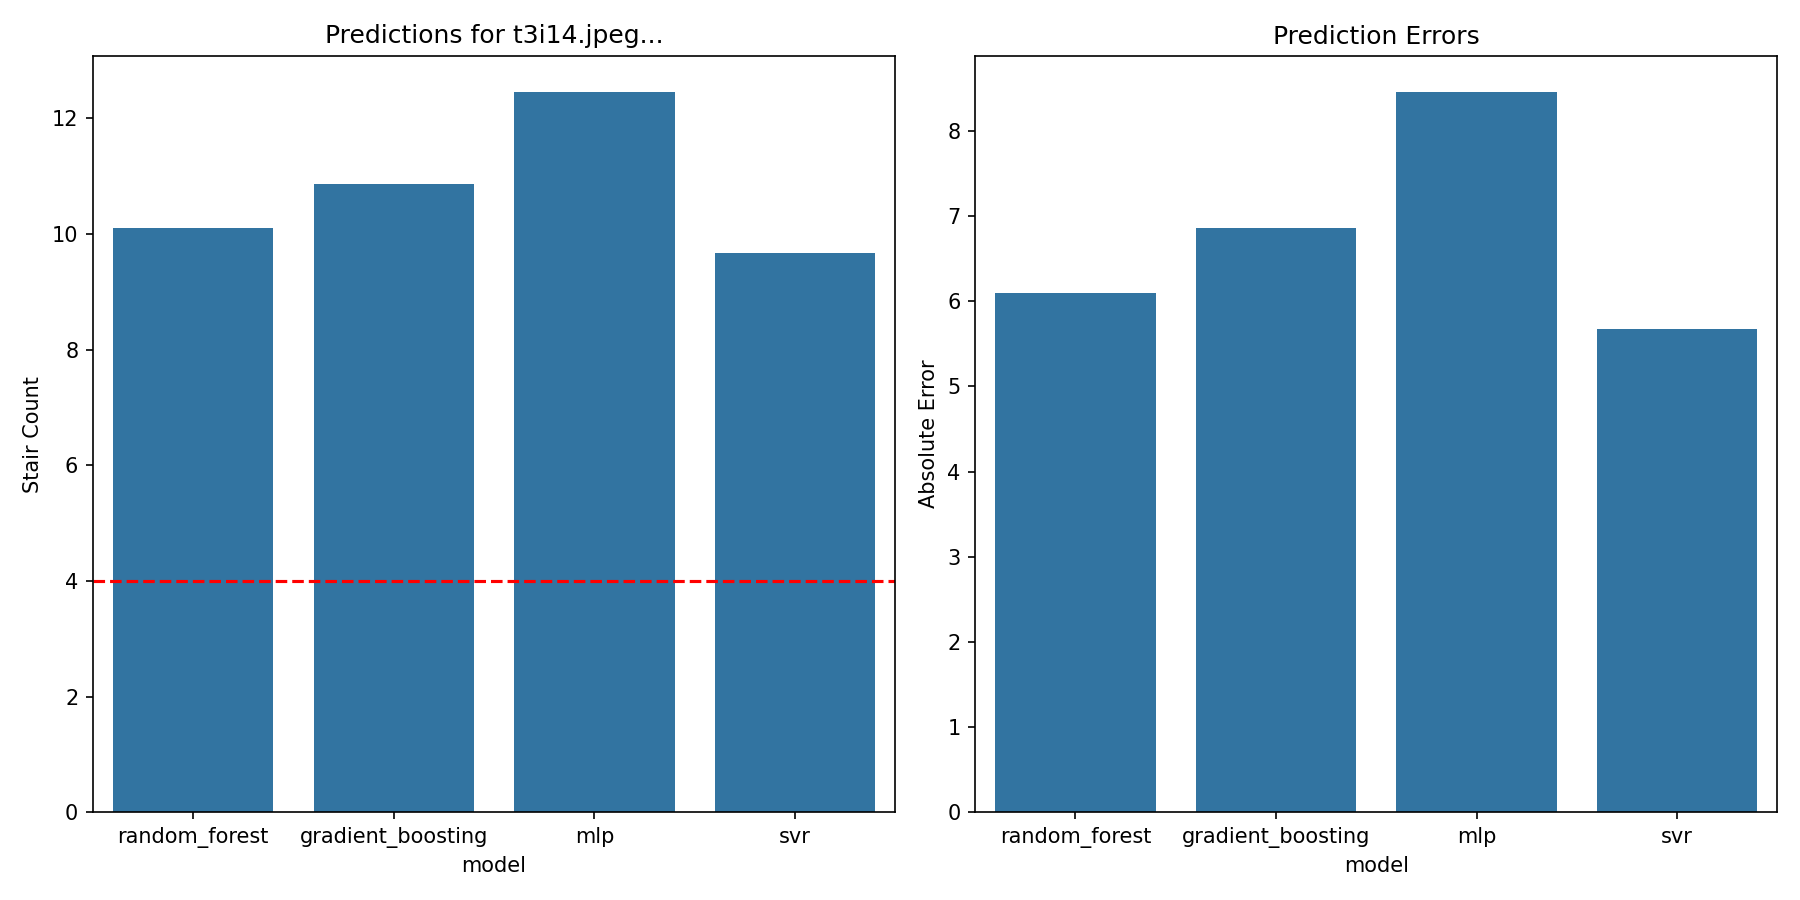 Predictions for t3i14.jpeg...
Stair Count
12
10
8
6
4
2
0
random_forest gradient_boosting mlp svr
model
Prediction Errors
Absolute Error
8
7
6
5
4
3
2
1
0
random_forest gradient_boosting mlp svr
model